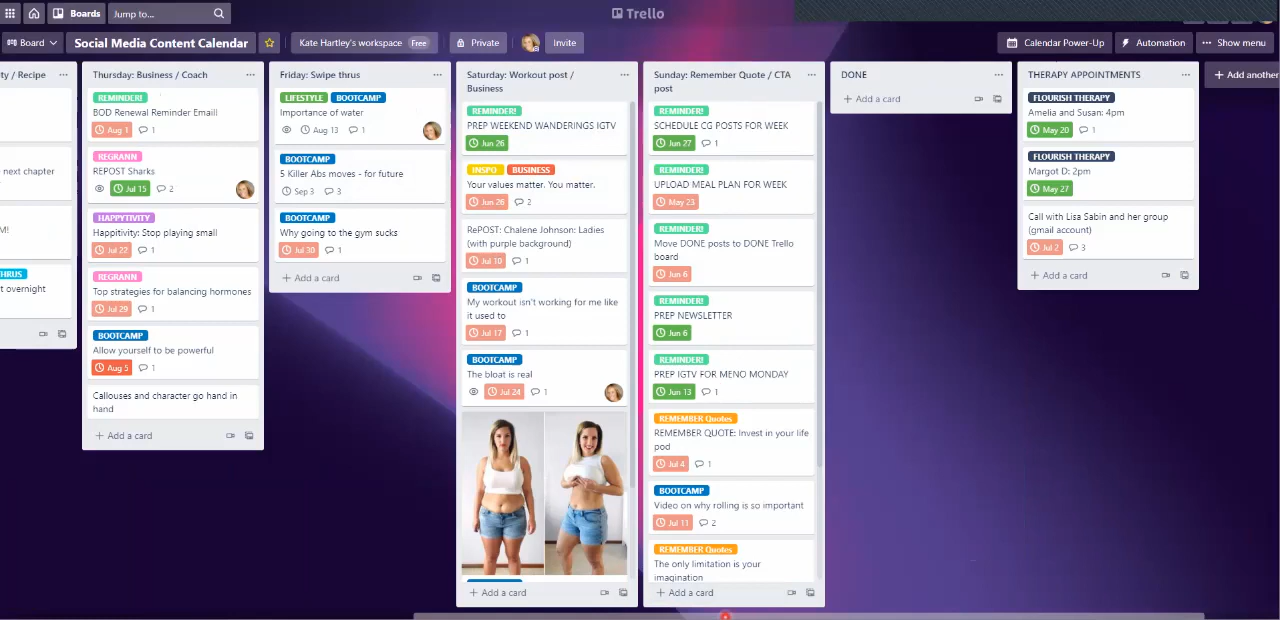 Boards
Jump to...
Trello
Board
Social Media Content Calendar
Kate Hartley's workspace
Free
Private
Invite
Calendar Power-Up
Automation
Show menu
ty / Recipe
next chapter
M!
HRUS
t overnight
Thursday: Business / Coach
REMINDER!
BOD Renewal Reminder Emaill
Aug 1
1
REGRANN
REPOST Sharks
Jul 15
2
HAPPYTIVITY
Happitivity: Stop playing small
Jul 22
1
REGRANN
Top strategies for balancing hormones
Jul 29
1
BOOTCAMP
Allow yourself to be powerful
Aug 5
1
Callouses and character go hand in
hand
+ Add a card
Friday: Swipe thrus
LIFESTYLE BOOTCAMP
Importance of water
Aug 13
1
BOOTCAMP
5 Killer Abs moves - for future
Sep 3
3
BOOTCAMP
Why going to the gym sucks
Jul 30
1
+ Add a card
Saturday: Workout post /
Business
REMINDER!
PREP WEEKEND WANDERINGS IGTV
Jun 26
INSPO BUSINESS
Your values matter. You matter.
Jun 26
2
RePOST: Chalene Johnson: Ladies
(with purple background)
Jul 10
1
BOOTCAMP
My workout isn't working for me like
it used to
Jul 17
1
BOOTCAMP
The bloat is real
Jul 24
1
+ Add a card
Sunday: Remember Quote / CTA
post
REMINDER!
SCHEDULE CG POSTS FOR WEEK
Jun 27
1
REMINDER!
UPLOAD MEAL PLAN FOR WEEK
May 23
REMINDER!
Move DONE posts to DONE Trello
board
Jun 6
REMINDER!
PREP NEWSLETTER
Jun 6
REMINDER!
PREP IGTV FOR MENO MONDAY
Jun 13
1
REMEMBER Quotes
REMEMBER QUOTE: Invest in your life
pod
Jul 4
1
BOOTCAMP
Video on why rolling is so important
Jul 11
2
REMEMBER Quotes
The only limitation is your
imagination
+ Add a card
DONE
+ Add a card
THERAPY APPOINTMENTS
FLOURISH THERAPY
Amelia and Susan: 4pm
May 20
1
FLOURISH THERAPY
Margot D: 2pm
May 27
Call with Lisa Sabin and her group
(gmail account)
Jul 2
3
+ Add a card
+ Add another